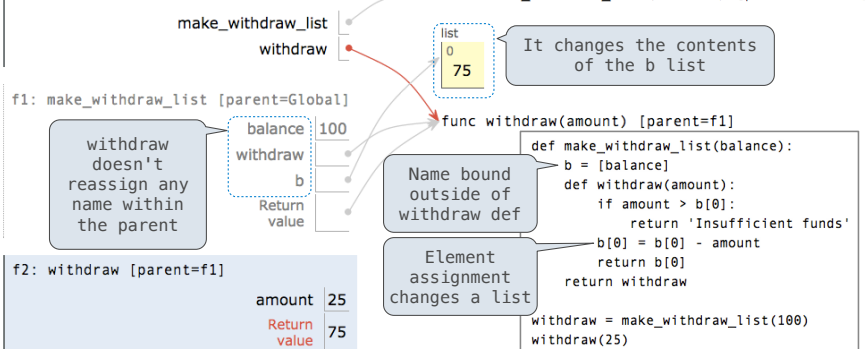 make_withdraw_list
withdraw
list
0
75
It changes the contents
of the b list
f1: make_withdraw_list [parent=Global]
balance 100
withdraw
b
Return
value
withdraw
doesn't
reassign any
name within
the parent
func withdraw(amount) [parent=f1]
Name bound
outside of
withdraw def
Element
assignment
changes a list
def make_withdraw_list(balance):
b = [balance]
def withdraw(amount):
if amount > b[0]:
return 'Insufficient funds'
b[0] = b[0] - amount
return b[0]
return withdraw
withdraw = make_withdraw_list(100)
withdraw(25)
f2: withdraw [parent=f1]
amount 25
Return
value 75